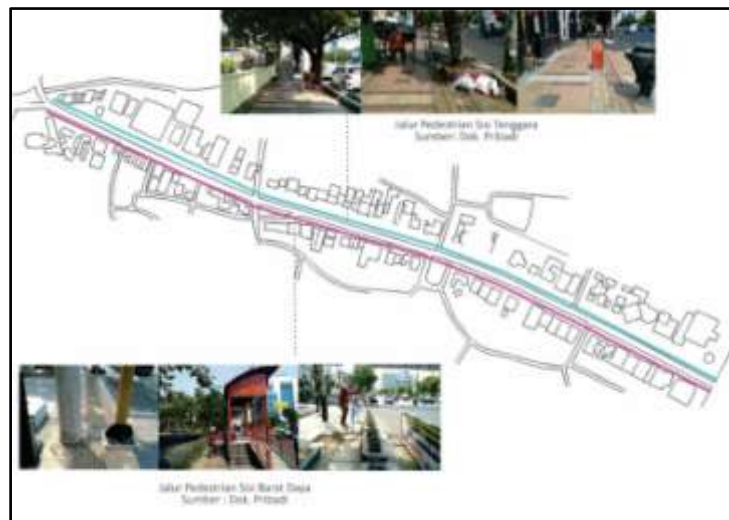 Jalur Pedestrian Sisi Tenggara
Sumber: Dok. Pribadi
Jalur Pedestrian Sisi Barat Daya
Sumber : Dok. Pribadi